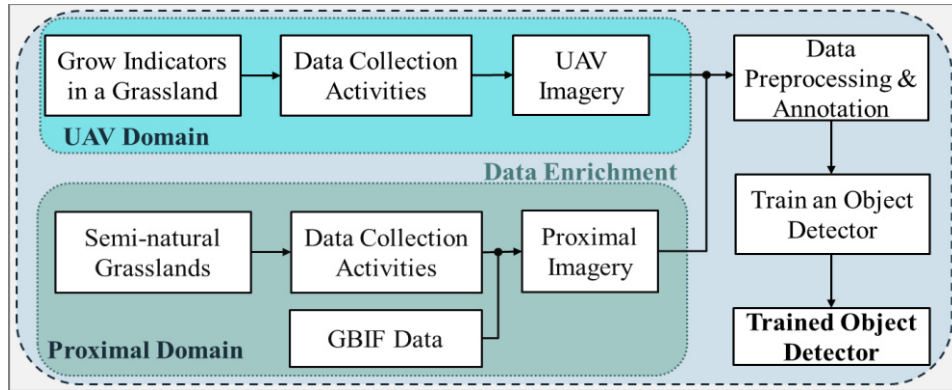 Grow Indicators
in a Grassland
Data Collection
Activities
UAV
Imagery
UAV Domain
Data
Preprocessing &
Annotation
Data Enrichment
Semi-natural
Grasslands
Data Collection
Activities
Proximal
Imagery
GBIF Data
Proximal Domain
Train an Object
Detector
Trained Object
Detector